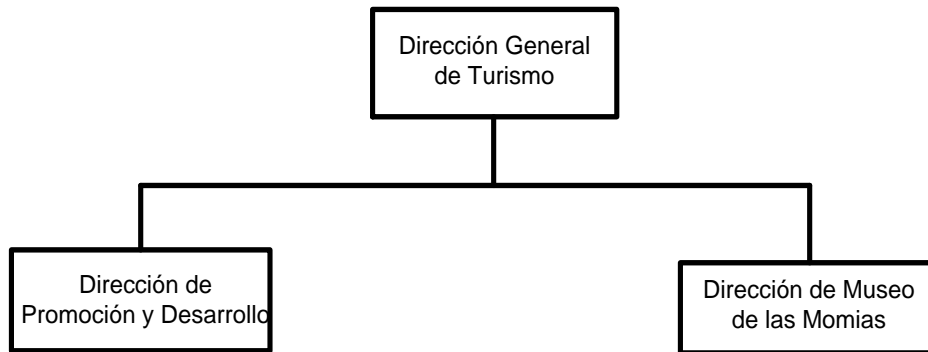 Dirección General
de Turismo
Dirección de
Promoción y Desarrollo
Dirección de Museo
de las Momias